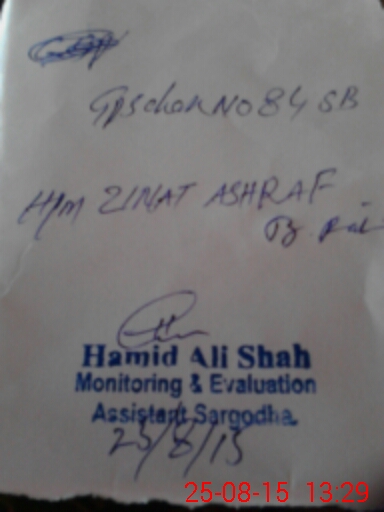 Gps chak No 84 SB
H/m ZINAT ASHRAF
Hamid Ali Shah
Monitoring & Evaluation
Assistant Sargodha.
25/8/15
25-08-15 13:29